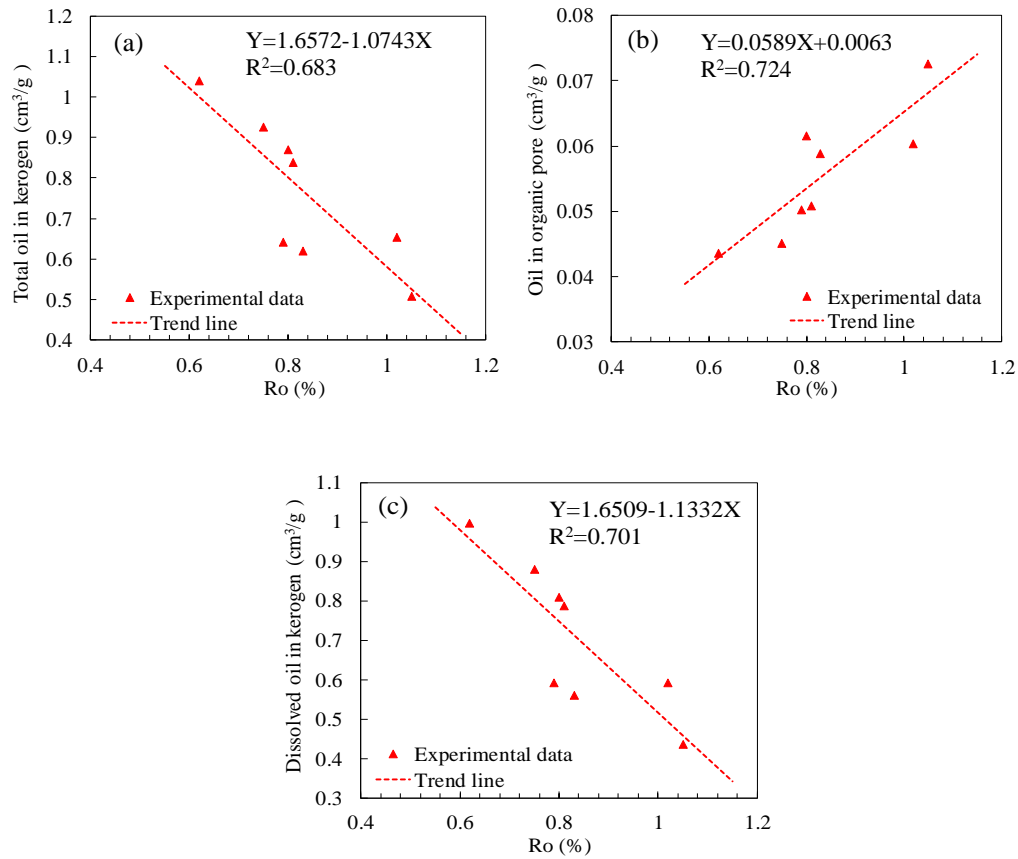 (a)
Y=1.6572-1.0743X
R²=0.683
Total oil in kerogen (cm³/g )
1.2
1.1
1
0.9
0.8
0.7
0.6
0.5
0.4
Experimental data
Trend line
0.4
0.6
0.8
1
1.2
Ro (%)
(b)
Y=0.0589X+0.0063
R²=0.724
Oil in organic pore (cm³/g )
0.08
0.07
0.06
0.05
0.04
0.03
Experimental data
Trend line
0.4
0.6
0.8
1
1.2
Ro (%)
(c)
Y=1.6509-1.1332X
R²=0.701
Dissolved oil in kerogen (cm³/g )
1.1
1
0.9
0.8
0.7
0.6
0.5
0.4
0.3
Experimental data
Trend line
0.4
0.6
0.8
1
1.2
Ro (%)